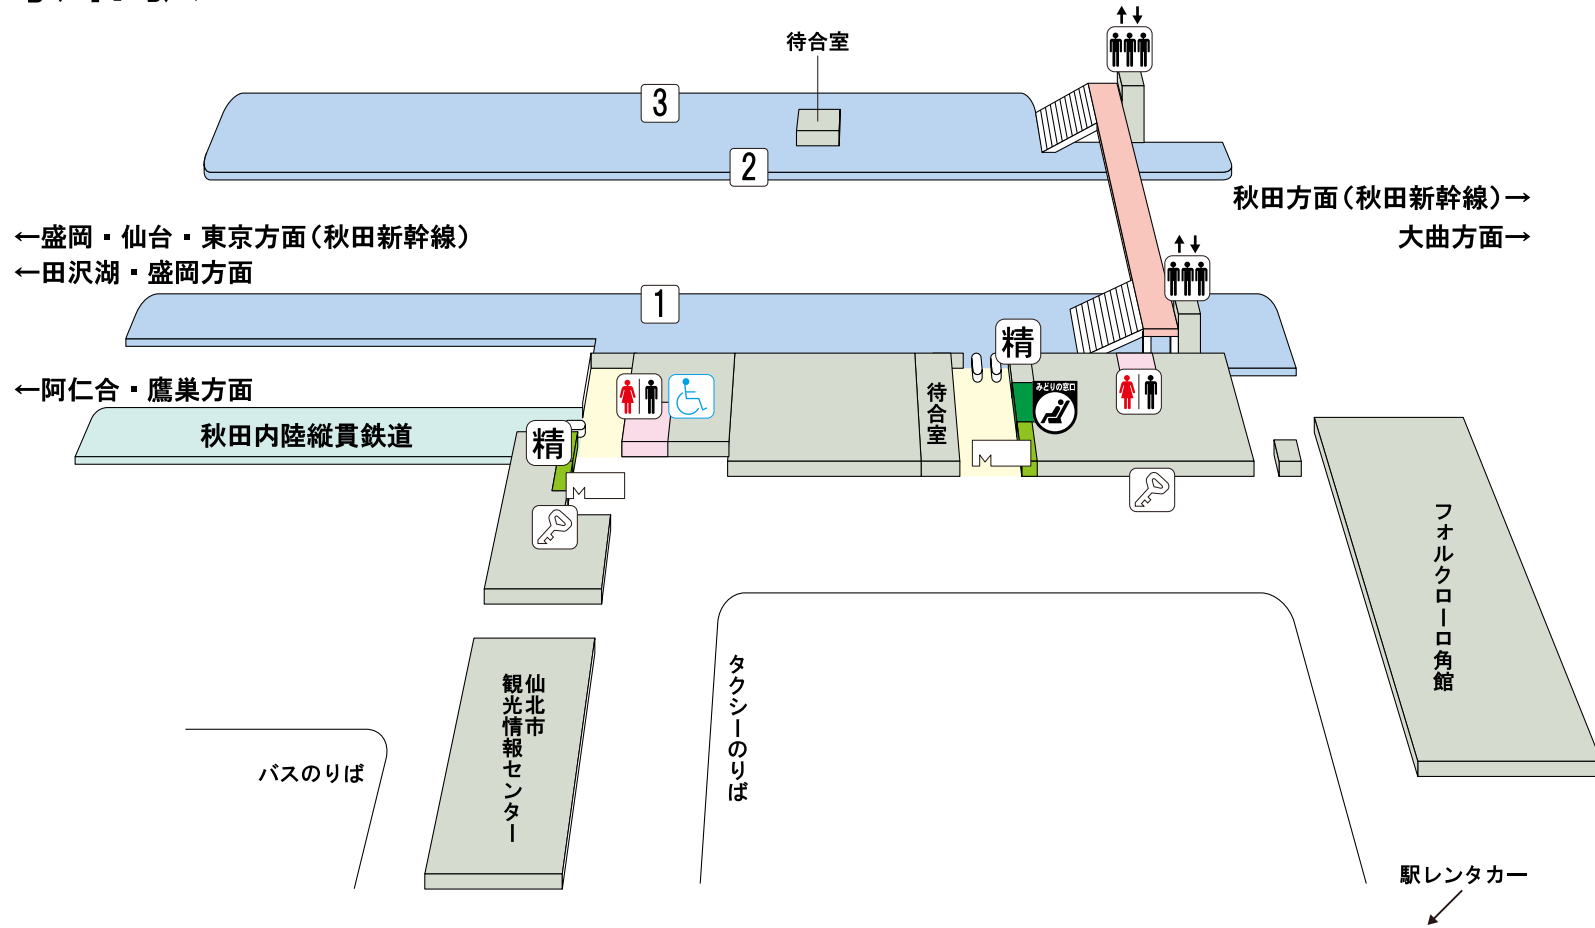 待合室
3
2
秋田方面(秋田新幹線)→
←盛岡・仙台・東京方面(秋田新幹線)
大曲方面→
←田沢湖・盛岡方面
1
精
←阿仁合・鷹巣方面
みどりの窓口
待合室
秋田内陸縦貫鉄道
精
フォルクローロ角館
仙北市
観光情報センター
タクシーのりば
バスのりば
駅レンタカー